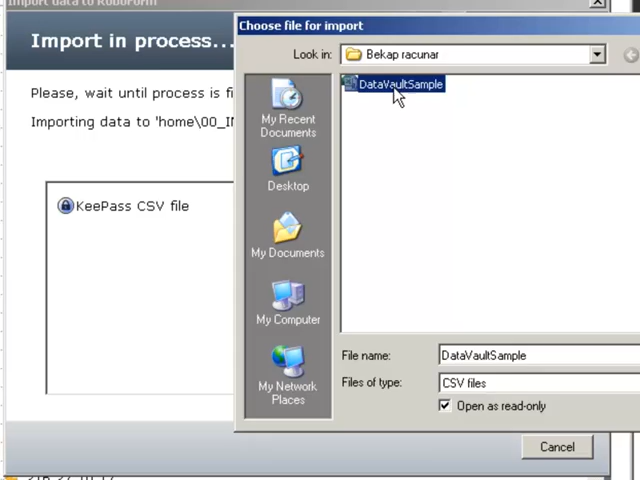 Import data to RoboForm
Import in process...
Please, wait until process is fi
Importing data to 'home\00_I
KeePass CSV file
Choose file for import
Look in:
Bekap racunar
My Recent
Documents
Desktop
My Documents
My Computer
My Network
Places
DataVaultSample
File name:
DataVaultSample
Files of type:
CSV files
Open as read-only
Cancel